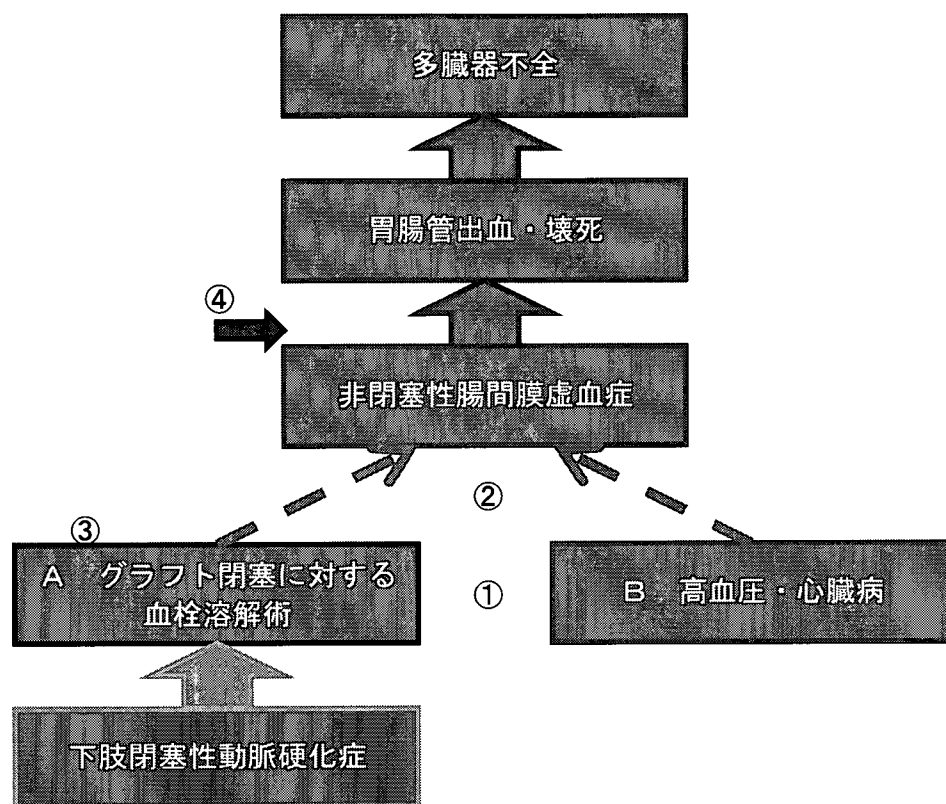 多臓器不全
胃腸管出血・壊死
④
非閉塞性腸間膜虚血症
②
③
A グラフト閉塞に対する
血栓溶解術
①
B 高血圧・心臓病
下肢閉塞性動脈硬化症